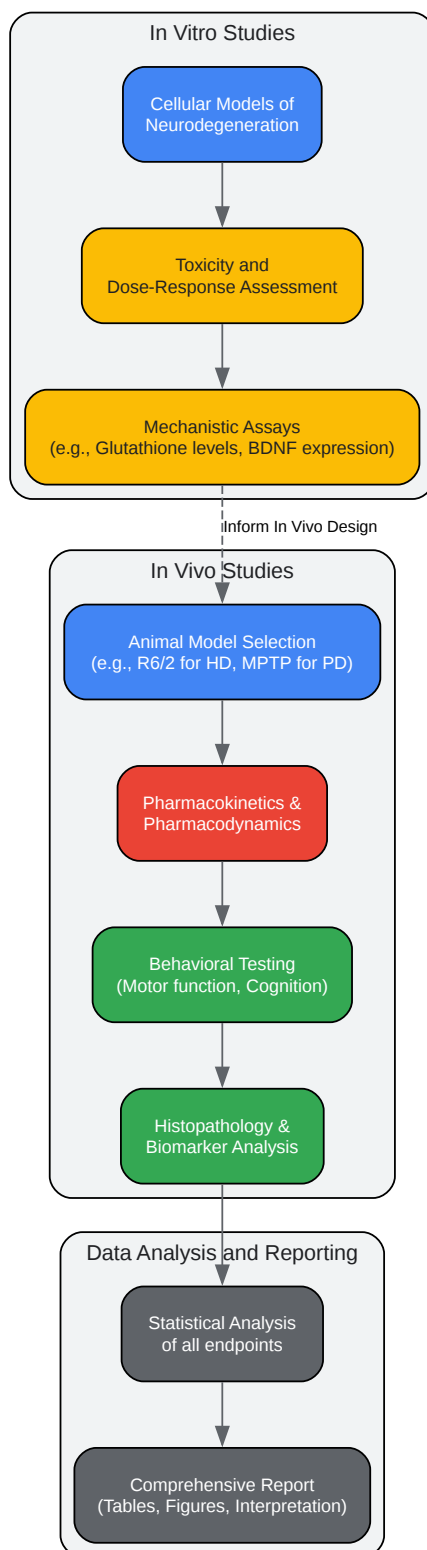 In Vitro Studies
Cellular Models of
Neurodegeneration
Toxicity and
Dose-Response Assessment
Mechanistic Assays
(e.g., Glutathione levels, BDNF expression)
Inform In Vivo Design
In Vivo Studies
Animal Model Selection
(e.g., R6/2 for HD, MPTP for PD)
Pharmacokinetics &
Pharmacodynamics
Behavioral Testing
(Motor function, Cognition)
Histopathology &
Biomarker Analysis
Data Analysis and Reporting
Statistical Analysis
of all endpoints
Comprehensive Report
(Tables, Figures, Interpretation)